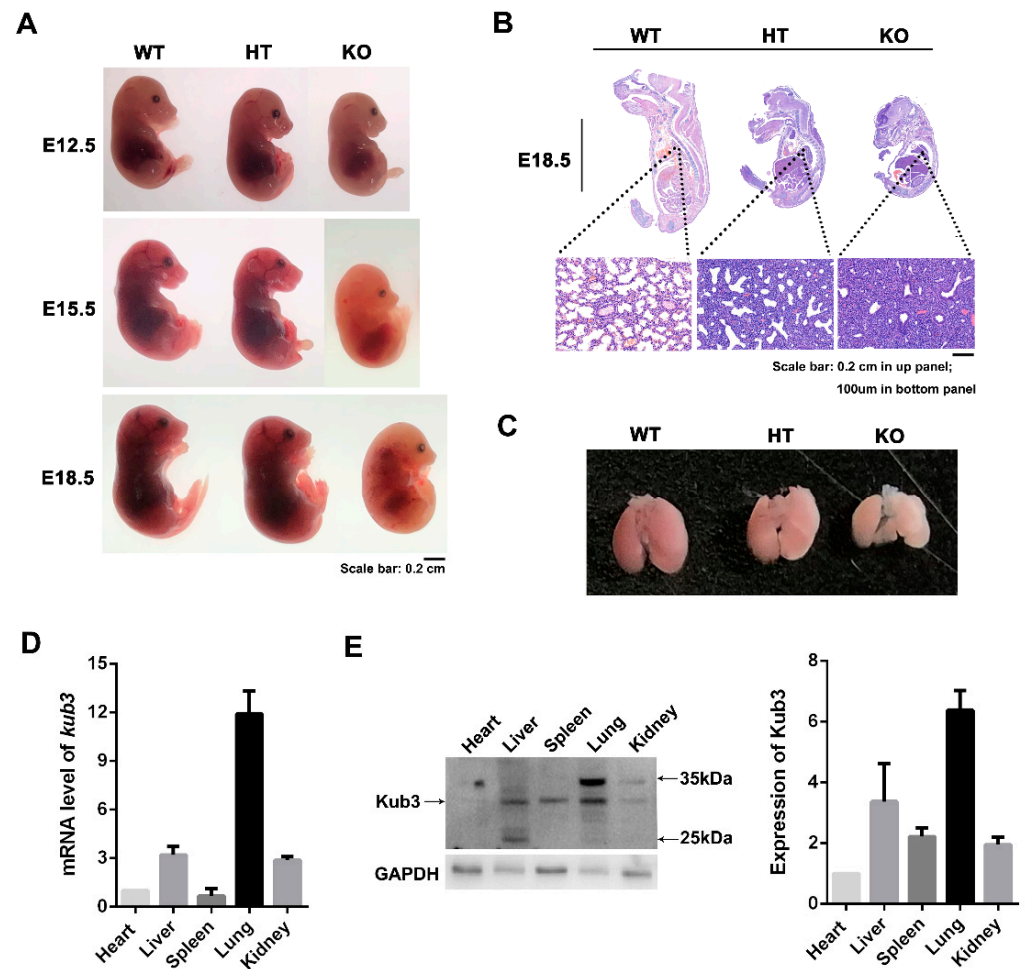 A
WT HT KO
E12.5
E15.5
E18.5
Scale bar: 0.2 cm
B
WT HT KO
E18.5
Scale bar: 0.2 cm in up panel;
100um in bottom panel
C
WT HT KO
D
mRNA level of kub3
15
12
9
6
3
0
Heart Liver Spleen Lung Kidney
E
Heart Liver Spleen Lung Kidney
35kDa
Kub3
25kDa
GAPDH
Expression of Kub3
8
6
4
2
0
Heart Liver Spleen Lung Kidney